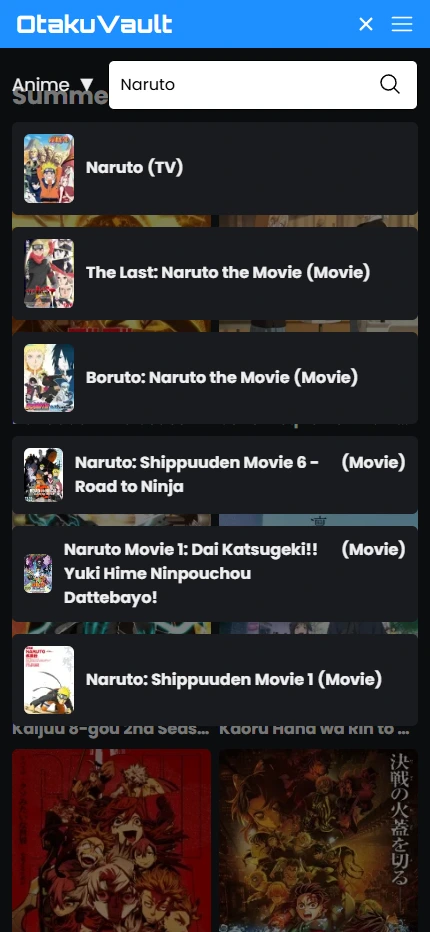 OtakuVault
Anime ▼
Naruto
Summe
Naruto (TV)
The Last: Naruto the Movie (Movie)
Boruto: Naruto the Movie (Movie)
Naruto: Shippuuden Movie 6 - (Movie)
Road to Ninja
Naruto Movie 1: Dai Katsugeki!! (Movie)
Yuki Hime Ninpouchou
Dattebayo!
Naruto: Shippuuden Movie 1 (Movie)
Kaijuu 8-gou 2nd Seas...
Kaoru Hana wa Rin to ...
決戦の火蓋を切る